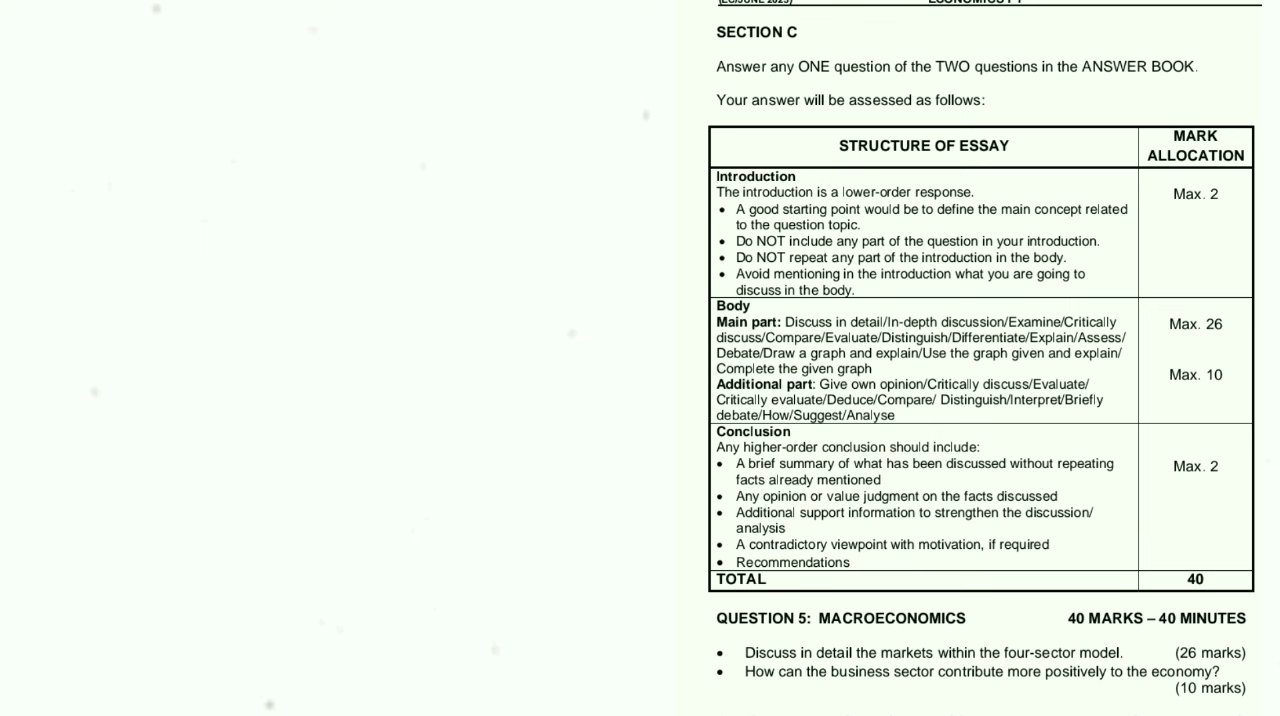 (EC/JUNE 2025) ECONOMICS P1
SECTION C
Answer any ONE question of the TWO questions in the ANSWER BOOK.
Your answer will be assessed as follows:
STRUCTURE OF ESSAY
MARK
ALLOCATION
Introduction
The introduction is a lower-order response.
• A good starting point would be to define the main concept related
to the question topic.
• Do NOT include any part of the question in your introduction.
• Do NOT repeat any part of the introduction in the body.
• Avoid mentioning in the introduction what you are going to
discuss in the body.
Max. 2
Body
Main part: Discuss in detail/In-depth discussion/Examine/Critically
discuss/Compare/Evaluate/Distinguish/Differentiate/Explain/Assess/
Debate/Draw a graph and explain/Use the graph given and explain/
Complete the given graph
Max. 26
Additional part: Give own opinion/Critically discuss/Evaluate/
Critically evaluate/Deduce/Compare/ Distinguish/Interpret/Briefly
debate/How/Suggest/Analyse
Max. 10
Conclusion
Any higher-order conclusion should include:
• A brief summary of what has been discussed without repeating
facts already mentioned
• Any opinion or value judgment on the facts discussed
• Additional support information to strengthen the discussion/
analysis
• A contradictory viewpoint with motivation, if required
• Recommendations
Max. 2
TOTAL 40
QUESTION 5: MACROECONOMICS 40 MARKS – 40 MINUTES
• Discuss in detail the markets within the four-sector model. (26 marks)
• How can the business sector contribute more positively to the economy?
(10 marks)